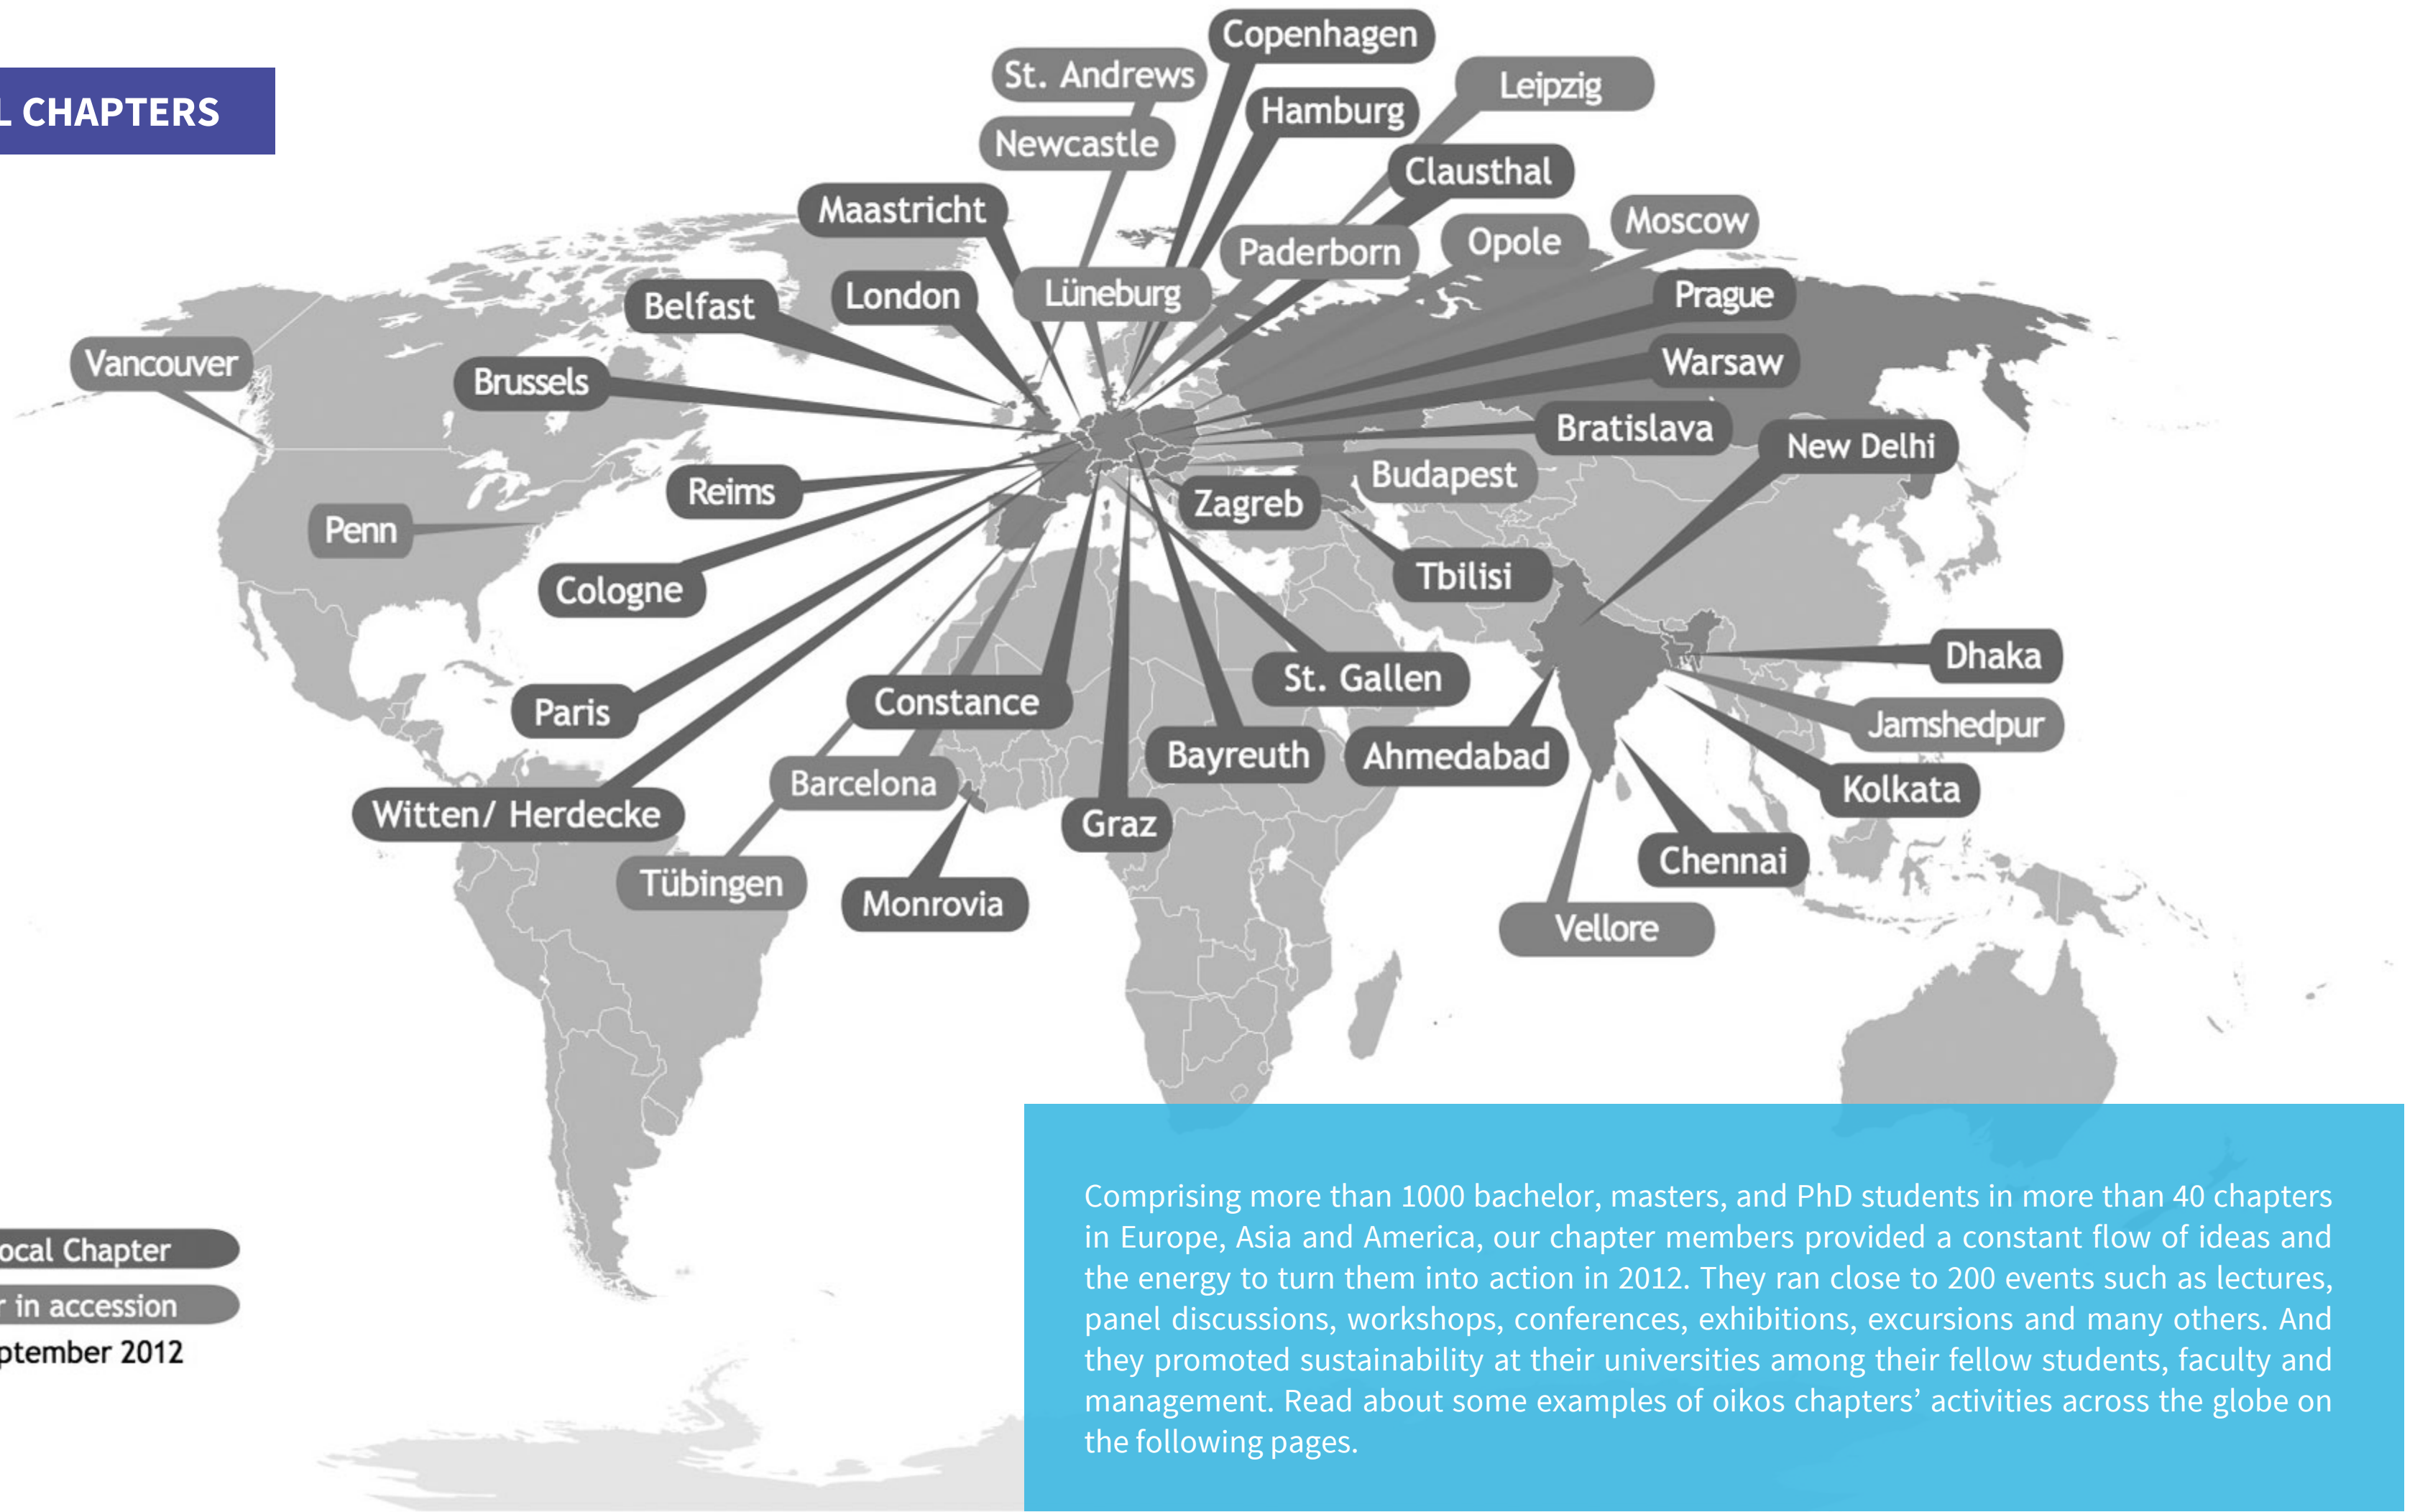 L CHAPTERS
Copenhagen
St. Andrews
Leipzig
Hamburg
Newcastle
Clausthal
Maastricht
Moscow
Opole
Paderborn
Lüneburg
London
Belfast
Prague
Vancouver
Warsaw
Brussels
Bratislava
New Delhi
Budapest
Reims
Zagreb
Penn
Tbilisi
Cologne
Dhaka
St. Gallen
Constance
Paris
Jamshedpur
Bayreuth
Ahmedabad
Barcelona
Kolkata
Witten/ Herdecke
Graz
Chennai
Tübingen
Monrovia
Vellore
ocal Chapter
r in accession
ptember 2012
Comprising more than 1000 bachelor, masters, and PhD students in more than 40 chapters
in Europe, Asia and America, our chapter members provided a constant flow of ideas and
the energy to turn them into action in 2012. They ran close to 200 events such as lectures,
panel discussions, workshops, conferences, exhibitions, excursions and many others. And
they promoted sustainability at their universities among their fellow students, faculty and
management. Read about some examples of oikos chapters’ activities across the globe on
the following pages.